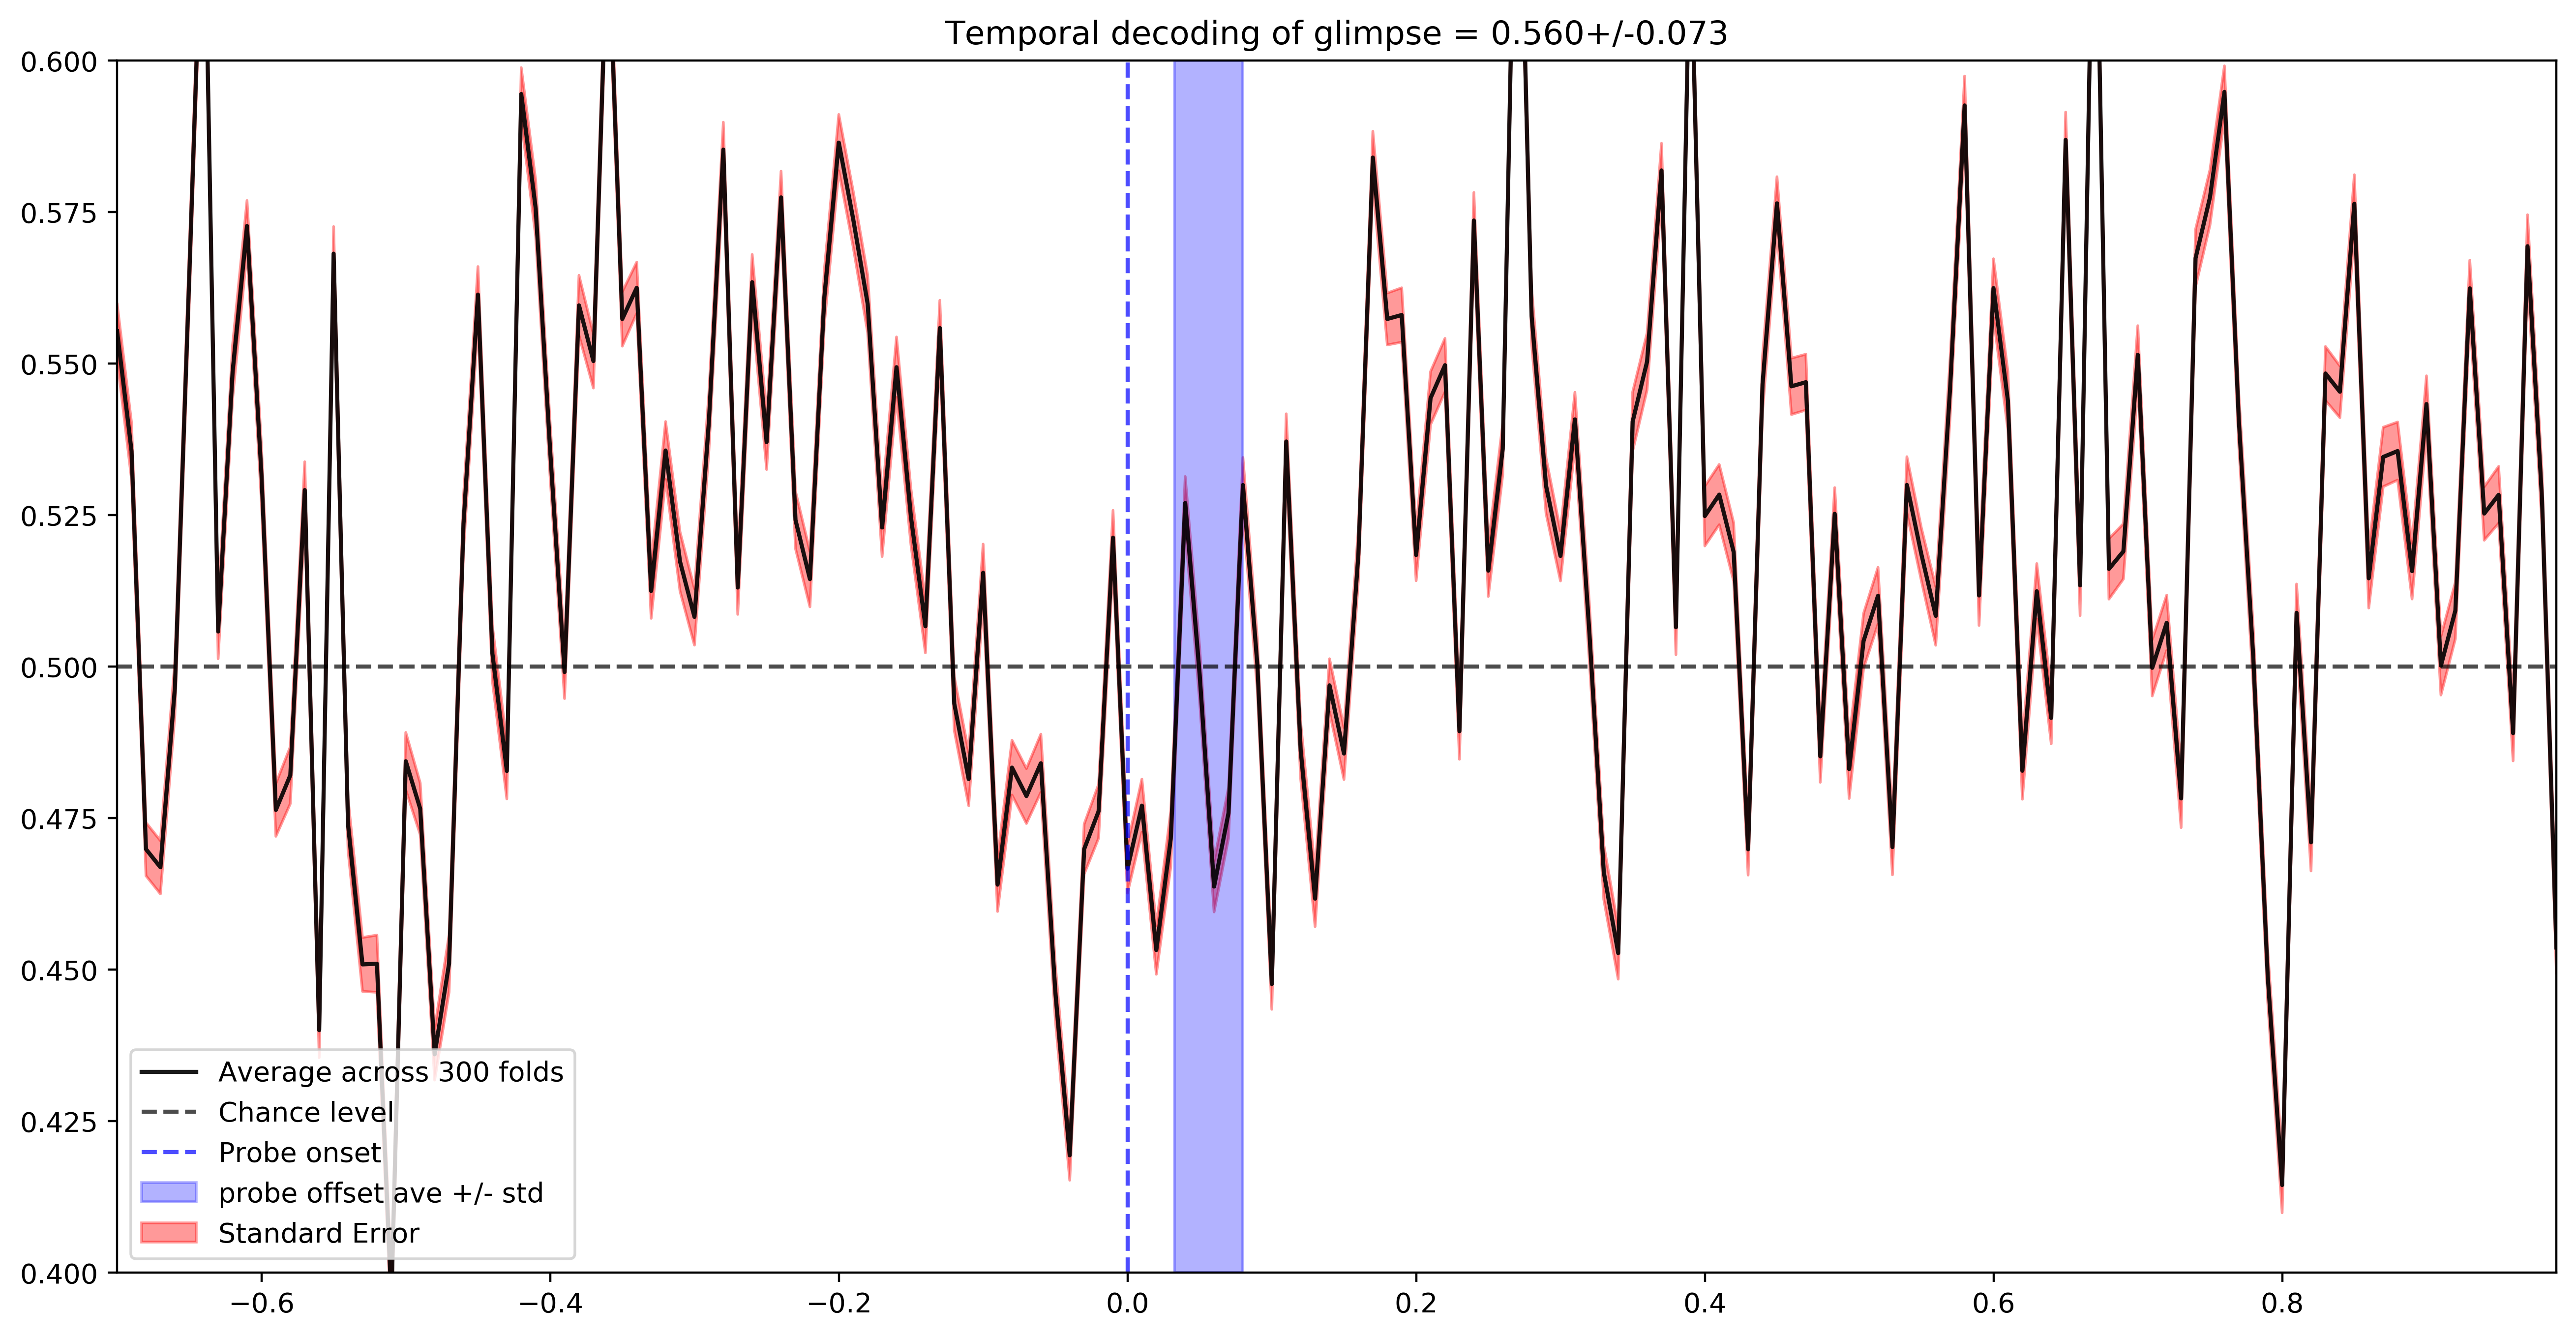 Temporal decoding of glimpse = 0.560+/-0.073
0.600
0.575
0.550
0.525
0.500
0.475
0.450
0.425
0.400
Average across 300 folds
Chance level
Probe onset
probe offset ave +/- std
Standard Error
−0.6 −0.4 −0.2 0.0 0.2 0.4 0.6 0.8